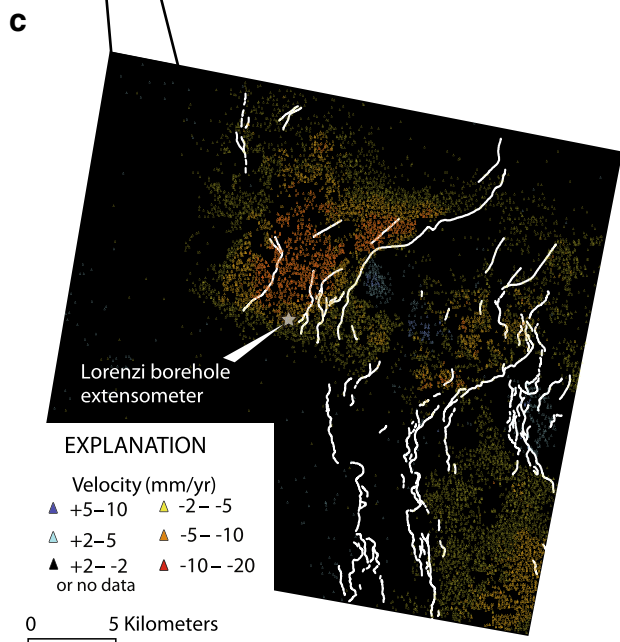 c
Lorenzi borehole
extensometer
EXPLANATION
Velocity (mm/yr)
+5–10
-2– -5
+2–5
-5– -10
+2– -2
or no data
-10– -20
0 5 Kilometers